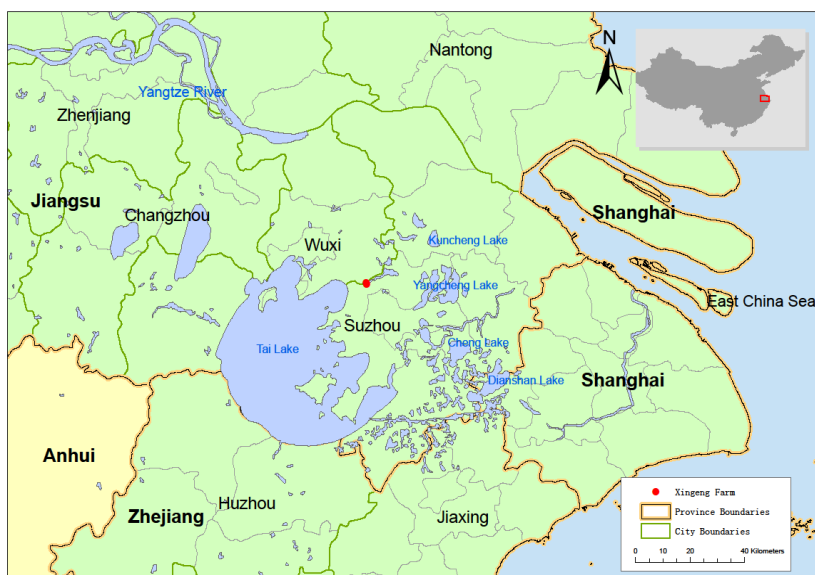 Nantong
N
Yangtze River
Zhenjiang
Jiangsu
Changzhou
Shanghai
Wuxi
Kuncheng Lake
Yangcheng Lake
East China Sea
Suzhou
Tai Lake
Cheng Lake
Dianshan Lake
Shanghai
Anhui
Zhejiang
Huzhou
Jiaxing
Xingeng Farm
Province Boundaries
City Boundaries
0 10 20 40 Kilometers